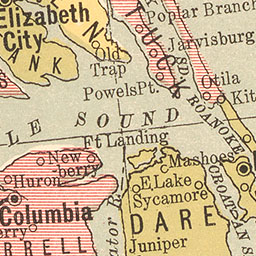 Elizabeth
City
Poplar Branch
Jarvisburg
Old
Trap
Powels Pt.
Otila
Kit
ROANOKE
SOUND
Ft Landing
Mashoes
New-
berry
Huron
Columbia
E. Lake
Sycamore
CROATAN S
DARE
RRELL
Juniper